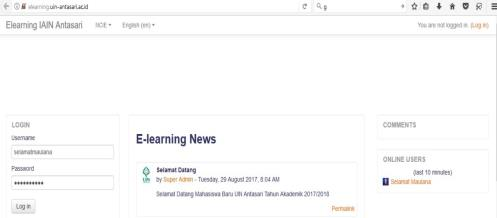 elearning.uin-antasari.ac.id
g
Elearning IAIN Antasari
English (en)
You are not logged in. (Log in)
LOGIN
Username
selamatmaulana
Password
Log in
E-learning News
Selamat Datang
by Super Admin - Tuesday, 29 August 2017, 8:04 AM
Selamat Datang Mahasiswa Baru UIN Antasari Tahun Akademik 2017/2018
Permalink
COMMENTS
ONLINE USERS
(last 10 minutes)
Selamat Maulana